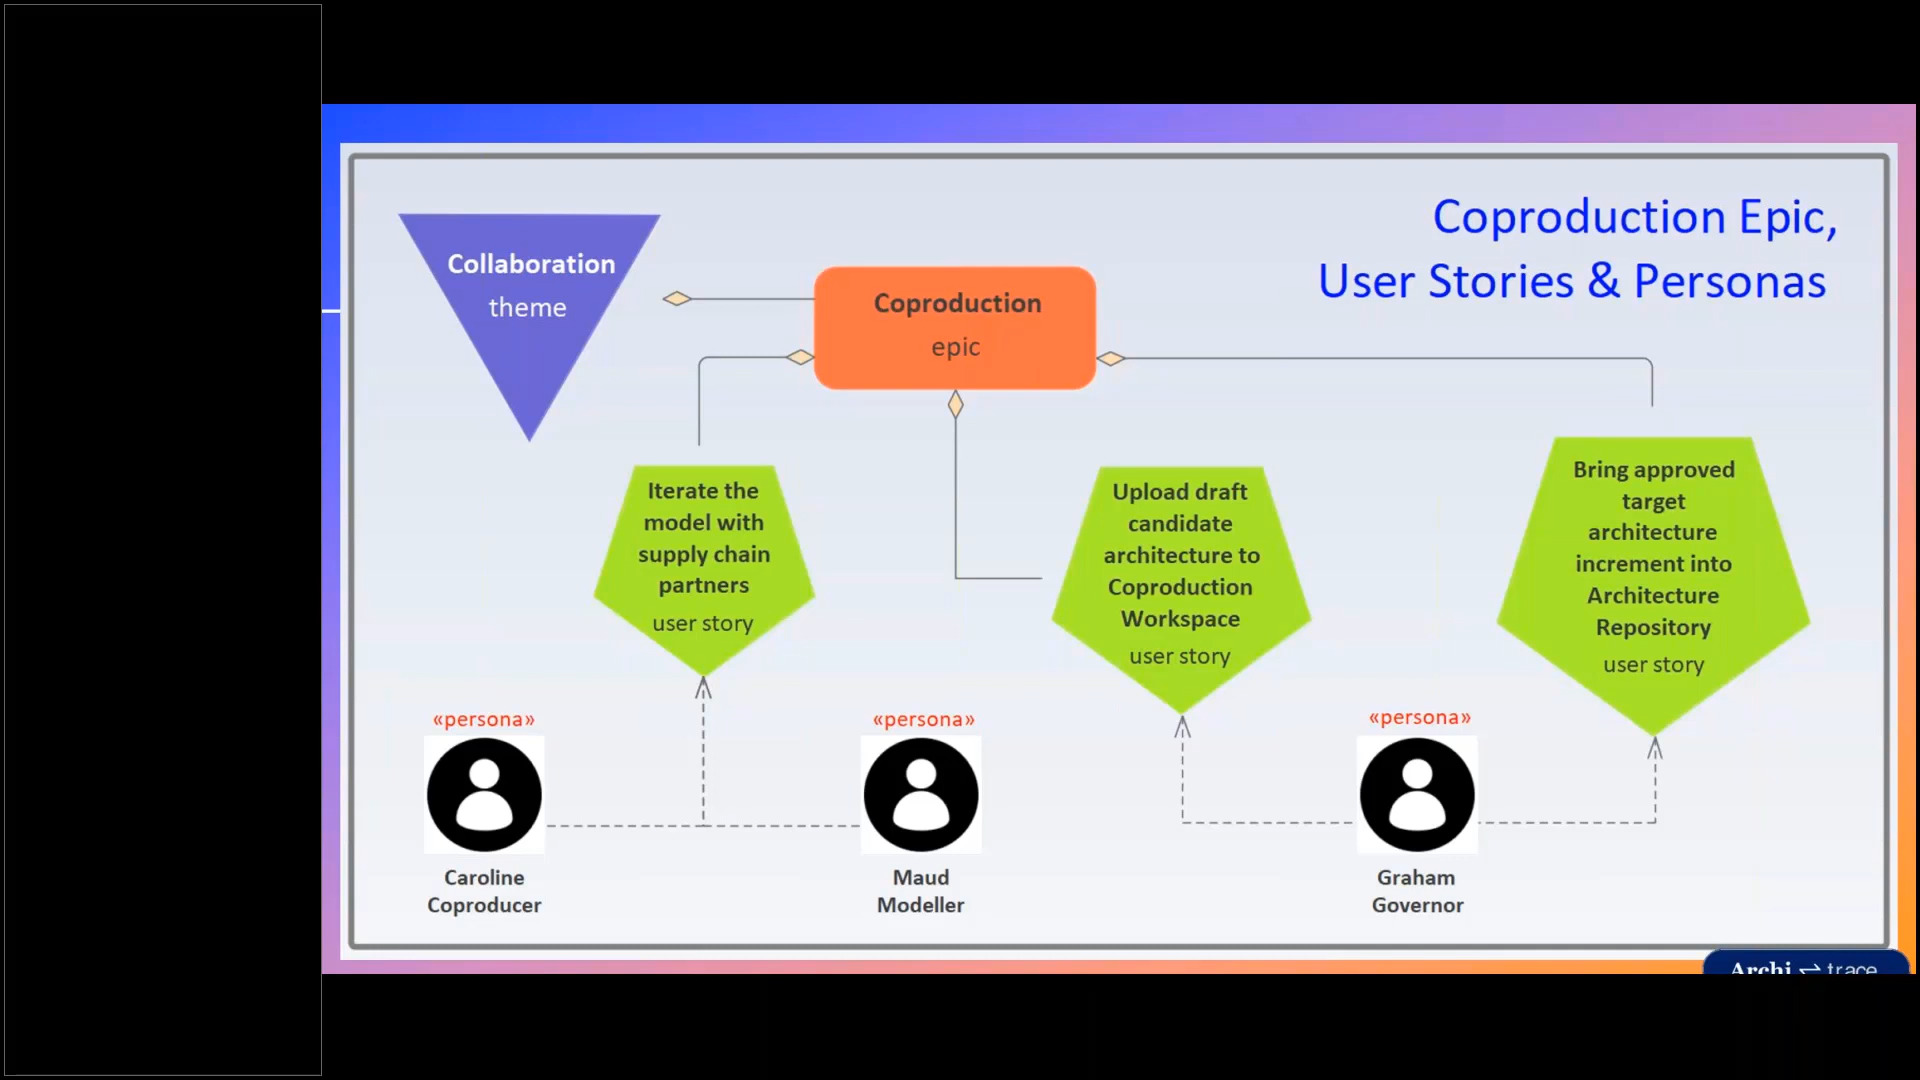 Coproduction Epic,
User Stories & Personas
Collaboration
theme
Coproduction
epic
Iterate the
model with
supply chain
partners
user story
Upload draft
candidate
architecture to
Coproduction
Workspace
user story
Bring approved
target
architecture
increment into
Architecture
Repository
user story
«persona»
Caroline
Coproducer
«persona»
Maud
Modeller
«persona»
Graham
Governor
Archi ⇌ trace